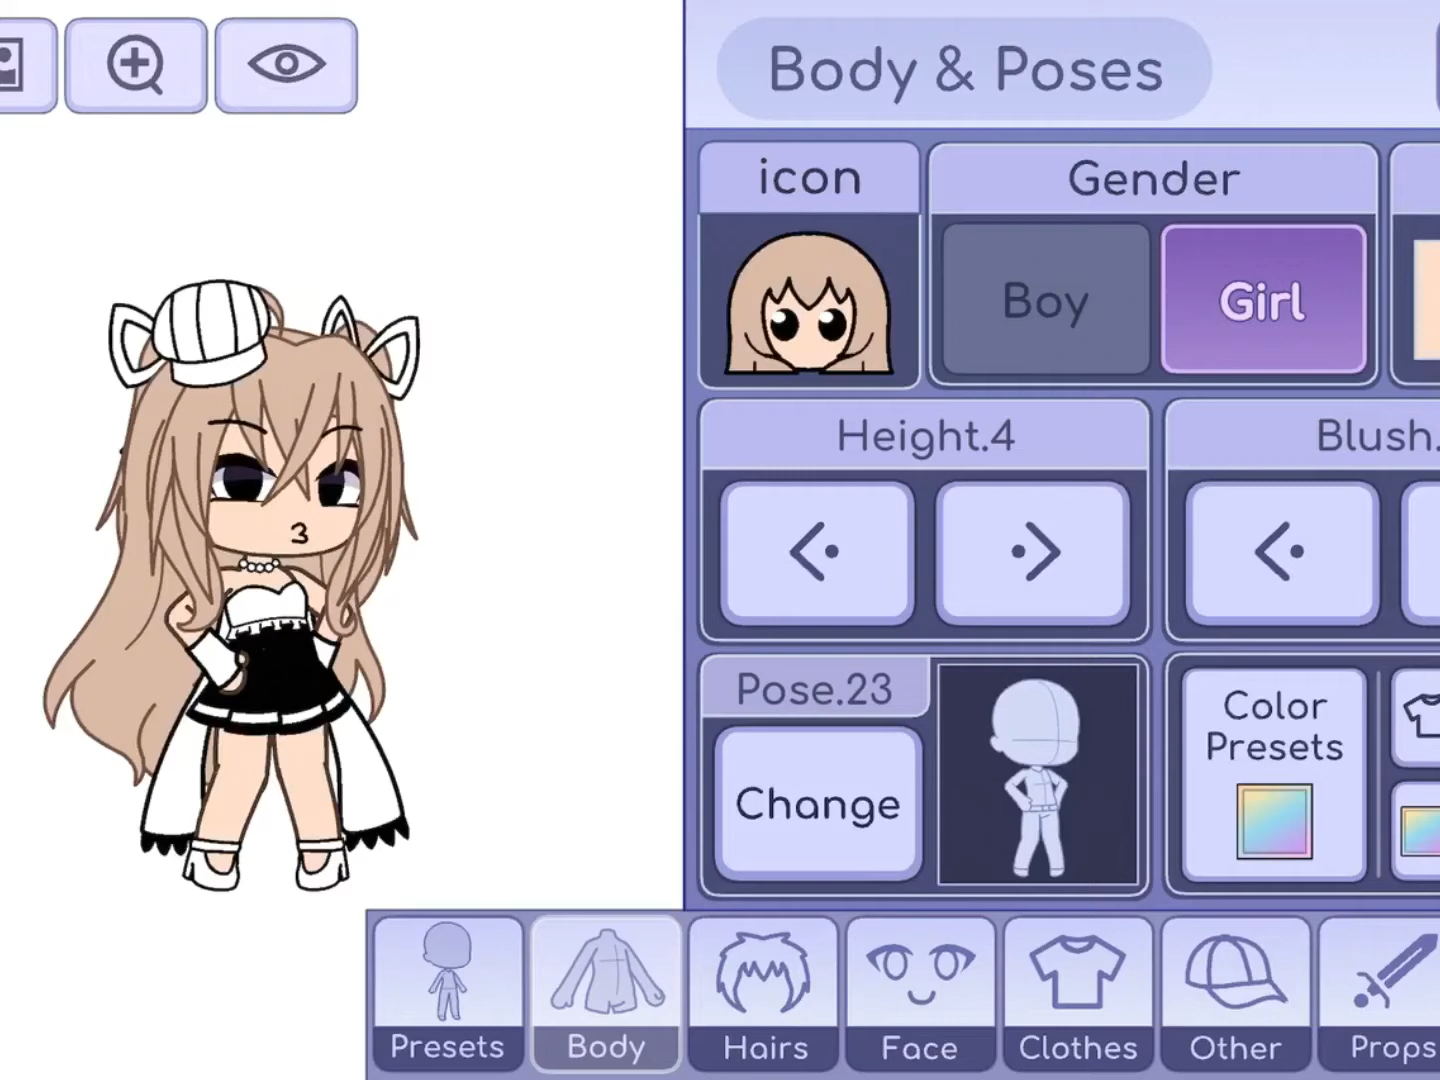 Body & Poses
icon
Gender
Boy
Girl
Height.4
Blush.
Pose.23
Change
Color
Presets
Presets
Body
Hairs
Face
Clothes
Other
Props